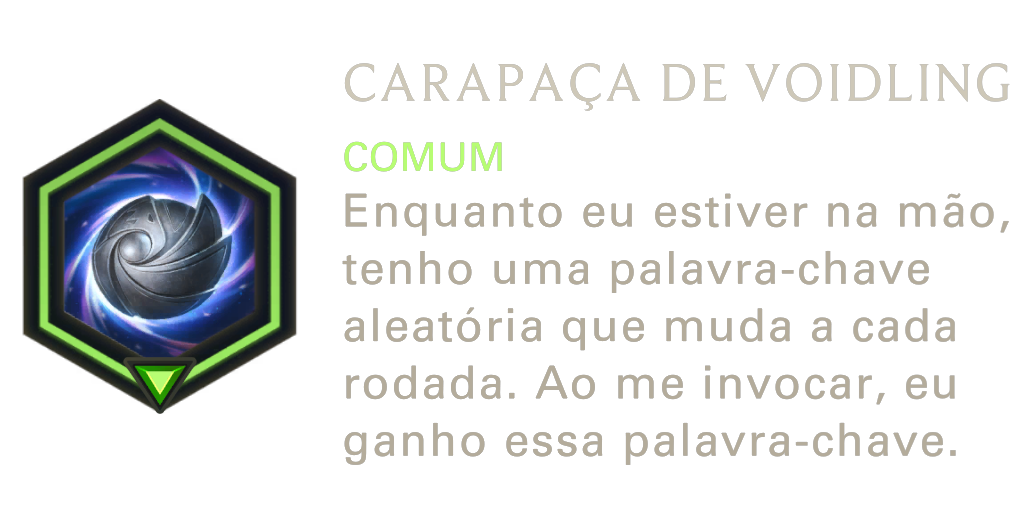 CARAPAÇA DE VOIDLING
COMUM
Enquanto eu estiver na mão,
tenho uma palavra-chave
aleatória que muda a cada
rodada. Ao me invocar, eu
ganho essa palavra-chave.